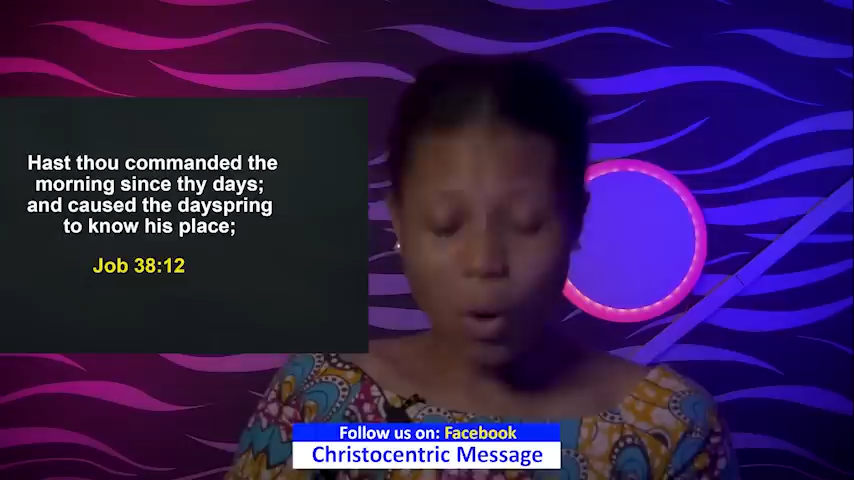 Hast thou commanded the
morning since thy days;
and caused the dayspring
to know his place;
Job 38:12
Follow us on: Facebook
Christocentric Message